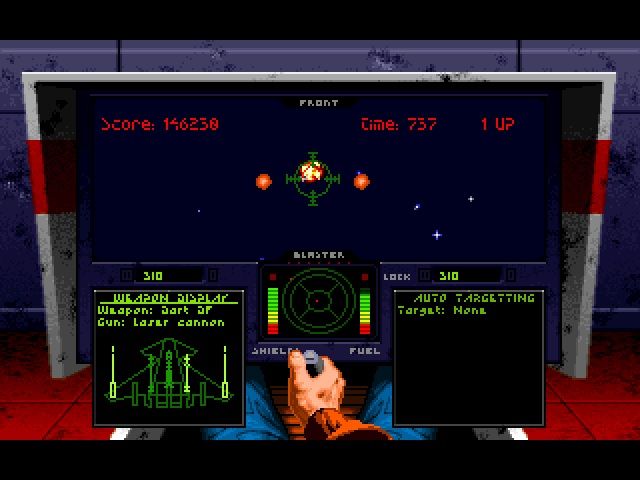 FRONT
Score: 146230
Time: 737
1 UP
BLASTER
310
LOCK
310
WEAPON DISPLAY
Weapon: Dart DF
Gun: Laser cannon
AUTO TARGETTING
Target: None
SHIELD
FUEL